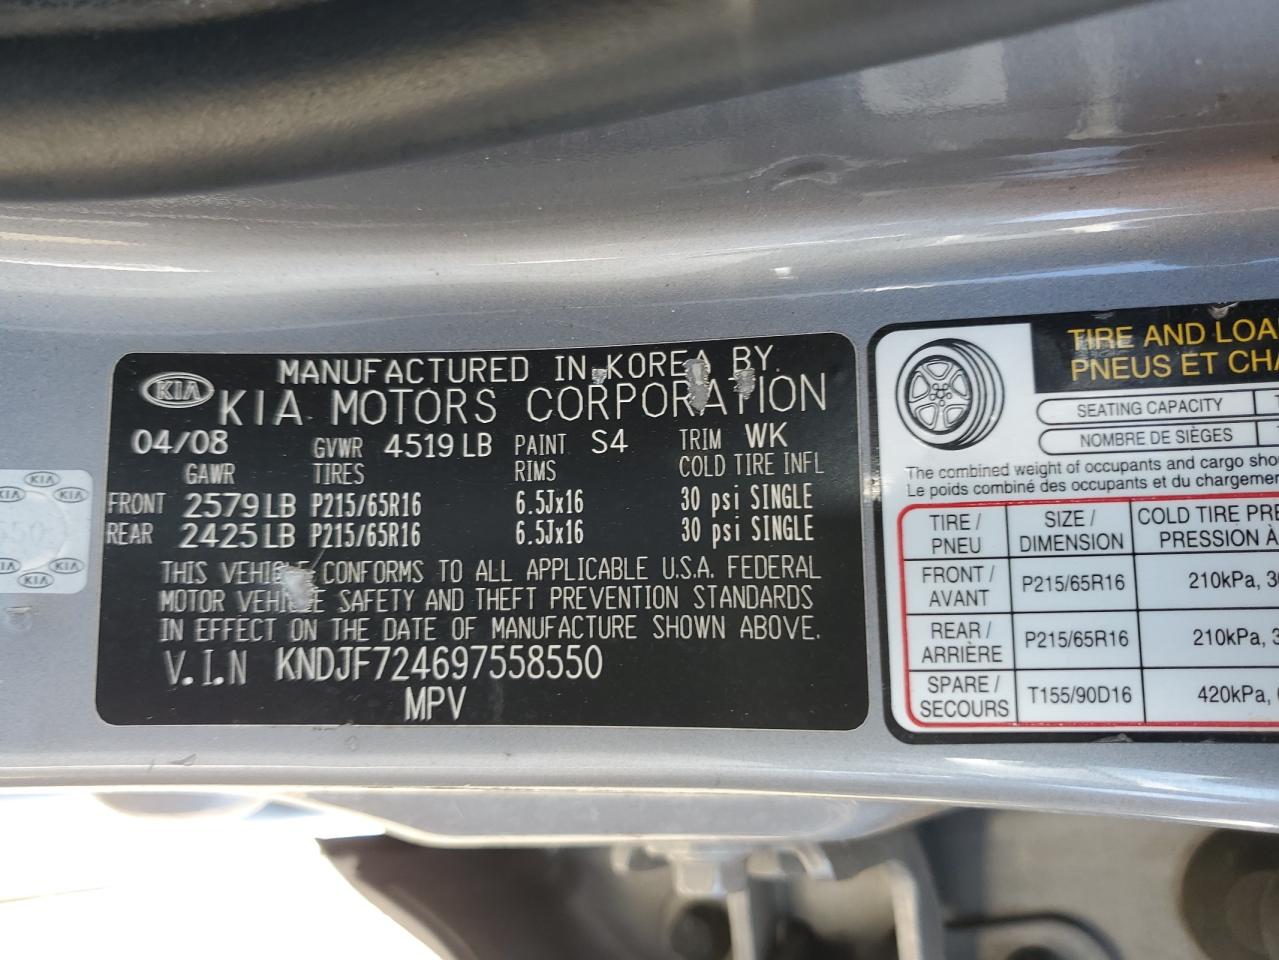 MANUFACTURED IN KOREA BY
KIA KIA MOTORS CORPORATION
04/08 GVWR 4519 LB PAINT S4 TRIM WK
GAWR TIRES RIMS COLD TIRE INFL
FRONT 2579 LB P215/65R16 6.5Jx16 30 psi SINGLE
REAR 2425 LB P215/65R16 6.5Jx16 30 psi SINGLE
THIS VEHICLE CONFORMS TO ALL APPLICABLE U.S.A. FEDERAL
MOTOR VEHICLE SAFETY AND THEFT PREVENTION STANDARDS
IN EFFECT ON THE DATE OF MANUFACTURE SHOWN ABOVE.
V.I.N KNDJF724697558550
MPV
KIA KIA
KIA KIA
TIRE AND
PNEUS ET
SEATING CAPACITY
NOMBRE DE SIÈGES
The combined weight of occupants and cargo
Le poids combiné des occupants et du
TIRE / PNEU SIZE / DIMENSION COLD TIRE
PRESSION À
FRONT / AVANT P215/65R16 210kPa,
REAR / ARRIÈRE P215/65R16 210kPa,
SPARE / SECOURS T155/90D16 420kPa,